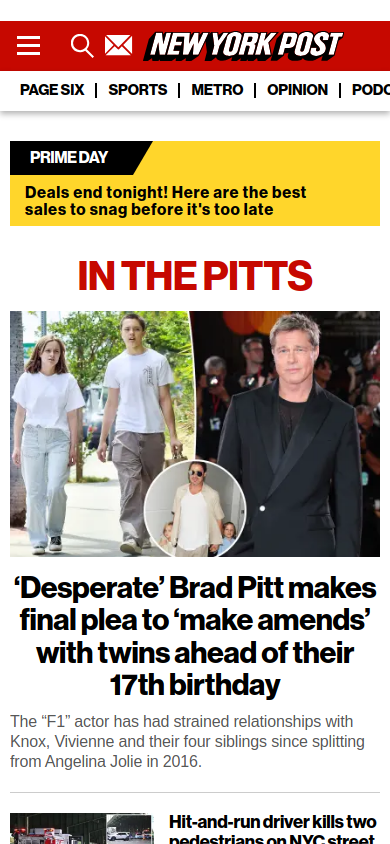 NEW YORK POST
PAGE SIX
SPORTS
METRO
OPINION
PODC
PRIME DAY
Deals end tonight! Here are the best
sales to snag before it's too late
IN THE PITTS
‘Desperate’ Brad Pitt makes
final plea to ‘make amends’
with twins ahead of their
17th birthday
The “F1” actor has had strained relationships with
Knox, Vivienne and their four siblings since splitting
from Angelina Jolie in 2016.
Hit-and-run driver kills two
pedestrians on NYC street